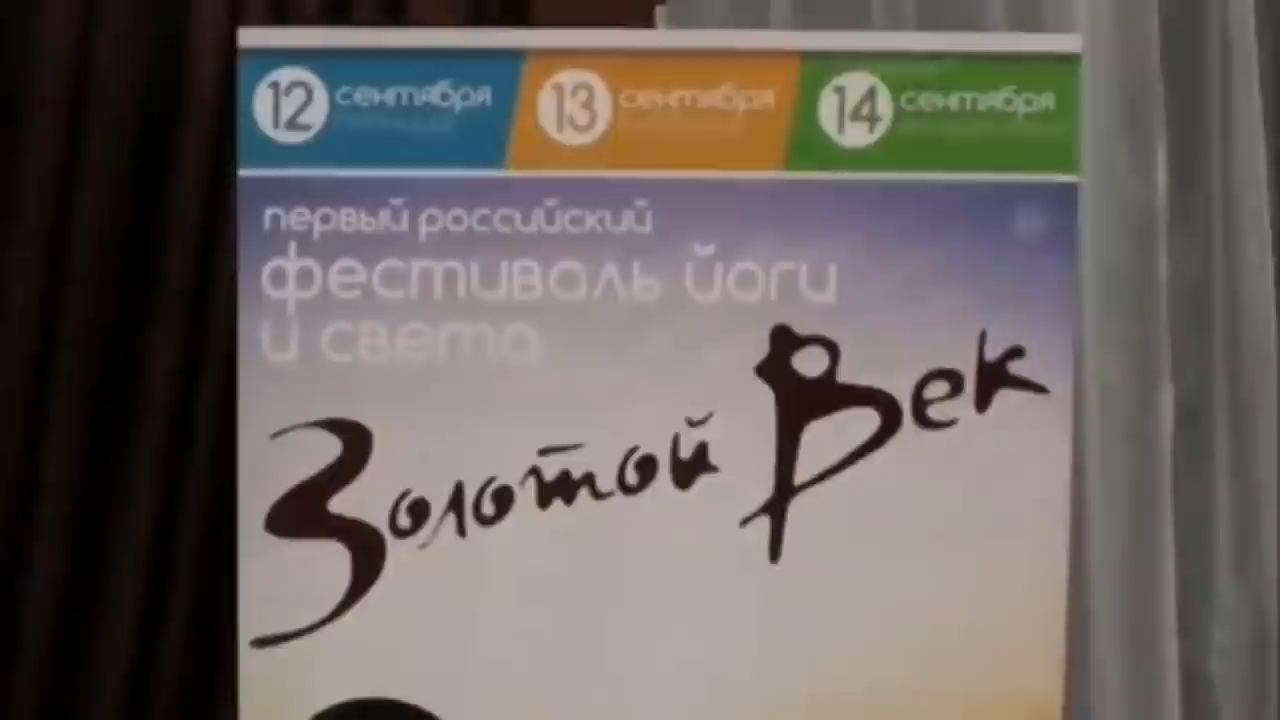 12 сентября 13 сентября 14 сентября
первый российский
фестиваль йоги
и света
Золотой Век